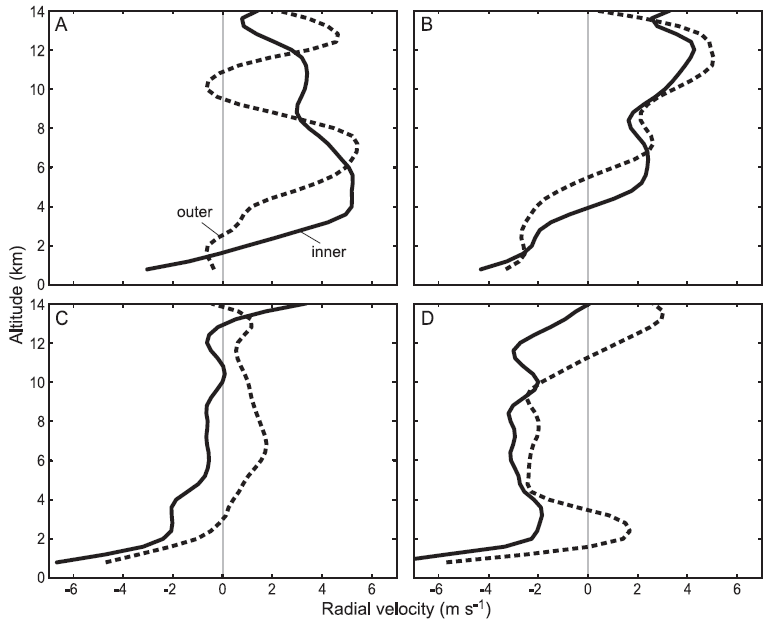 A
B
14
12
10
8
6
4
2
0
outer
inner
C
D
14
12
10
8
6
4
2
0
-6 -4 -2 0 2 4 6
-6 -4 -2 0 2 4 6
Altitude (km)
Radial velocity (m s⁻¹)